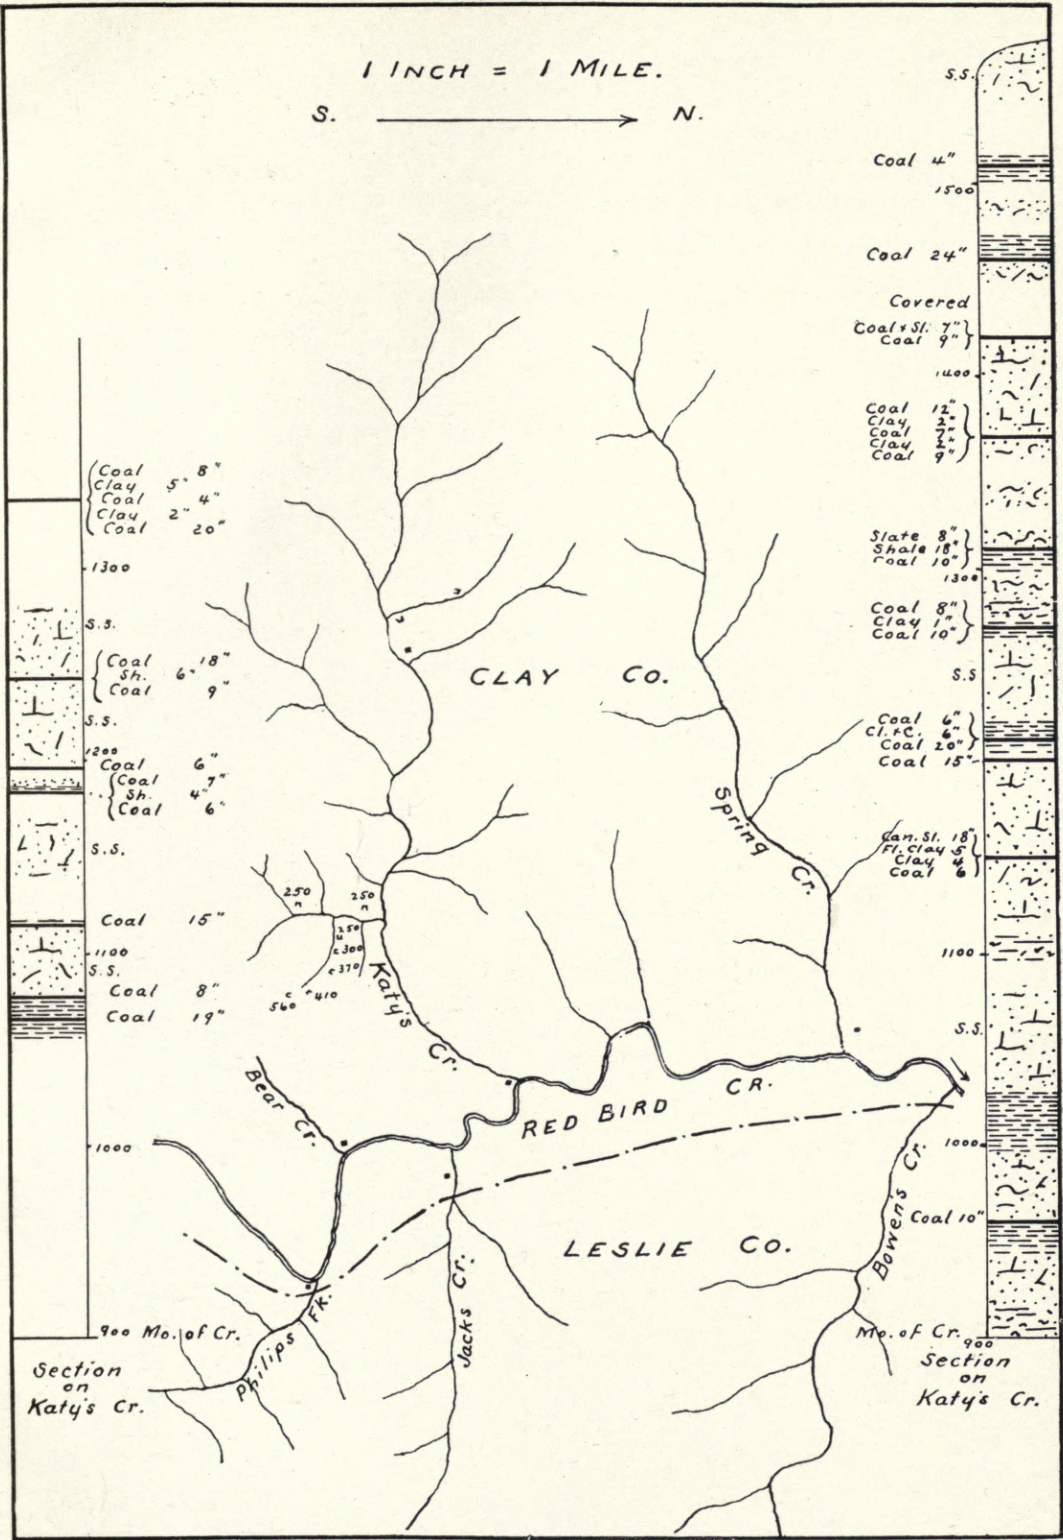 1 INCH = 1 MILE.
S. N.
Coal 8"
Clay 5"
Coal 4"
Clay 2"
Coal 20"
1300
S.S.
Coal 18"
Sh. 6"
Coal 9"
S.S.
1200
Coal 6"
Coal 7"
Sh. 4"
Coal 6"
S.S.
Coal 15"
1100
S.S.
Coal 8"
Coal 19"
1000
900 Mo. of Cr.
Section
on
Katy's Cr.
CLAY CO.
Spring Cr.
250
250
250
300
370
410
560
Katy's Cr.
Bear Cr.
RED BIRD CR.
LESLIE CO.
Bowen's Cr.
Jacks Cr.
Philips Fk.
S.S.
Coal 4"
1500
Coal 24"
Covered
Coal & Sl. 7"
Coal 9"
1400
Coal 12"
Clay 2"
Coal 7"
Clay 2"
Coal 9"
Slate 8"
Shale 18"
Coal 10"
1300
Coal 8"
Clay 1"
Coal 10"
S.S
Coal 6"
Cl. & C. 6"
Coal 20"
Coal 15"
Can. Sl. 18"
Fl. Clay 5
Clay 4
Coal 6
1100
S.S.
1000
Coal 10"
Mo. of Cr.
900
Section
on
Katy's Cr.